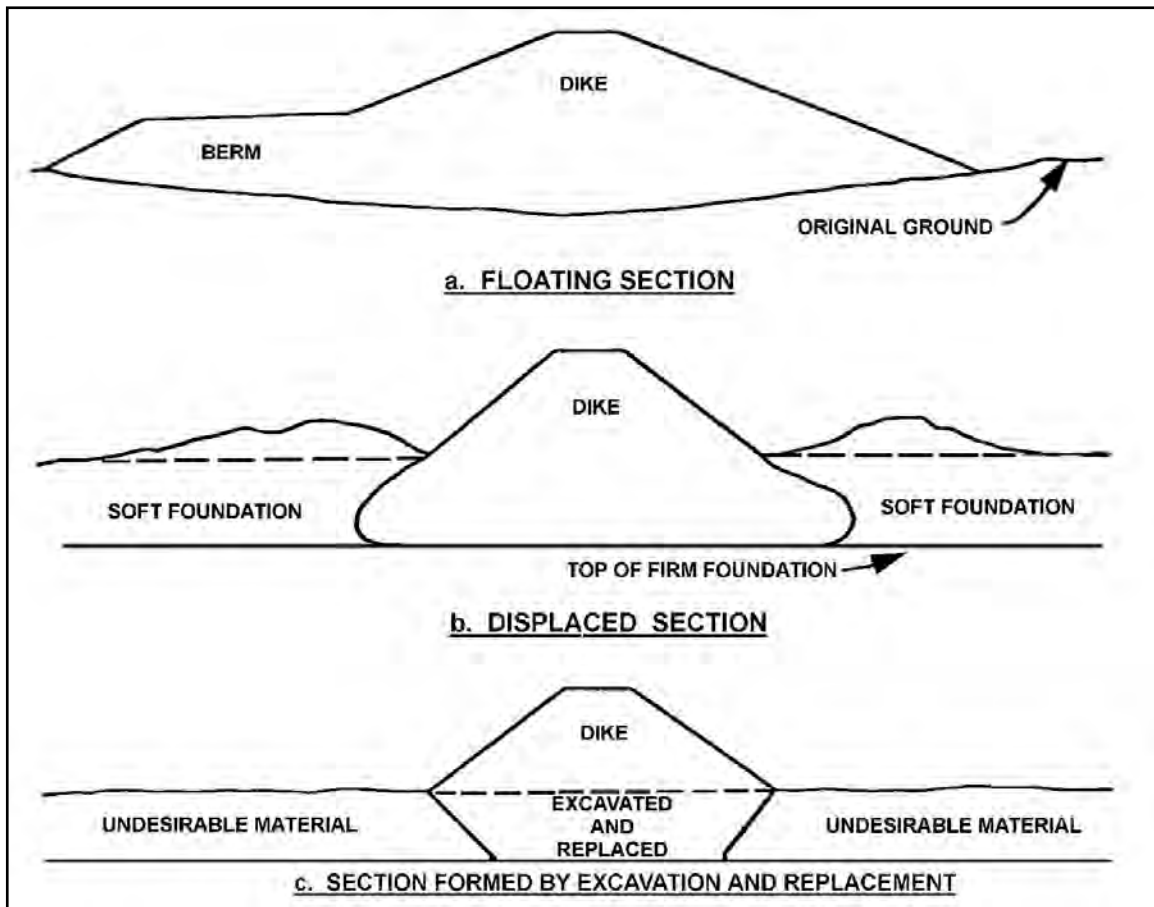 DIKE
BERM
ORIGINAL GROUND
a. FLOATING SECTION
DIKE
SOFT FOUNDATION
SOFT FOUNDATION
TOP OF FIRM FOUNDATION
b. DISPLACED SECTION
DIKE
UNDESIRABLE MATERIAL
EXCAVATED
AND
REPLACED
UNDESIRABLE MATERIAL
c. SECTION FORMED BY EXCAVATION AND REPLACEMENT